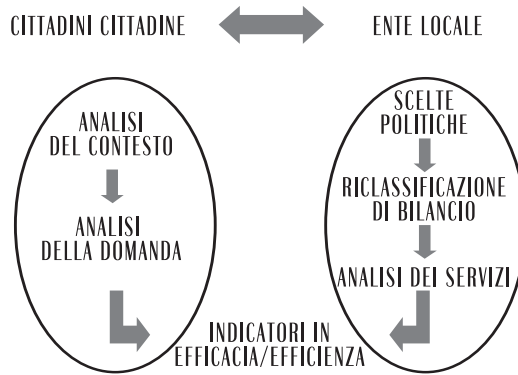 CITTADINI CITTADINE
ENTE LOCALE
ANALISI
DEL CONTESTO
ANALISI
DELLA DOMANDA
SCELTE
POLITICHE
RICLASSIFICAZIONE
DI BILANCIO
ANALISI DEI SERVIZI
INDICATORI IN
EFFICACIA/EFFICIENZA